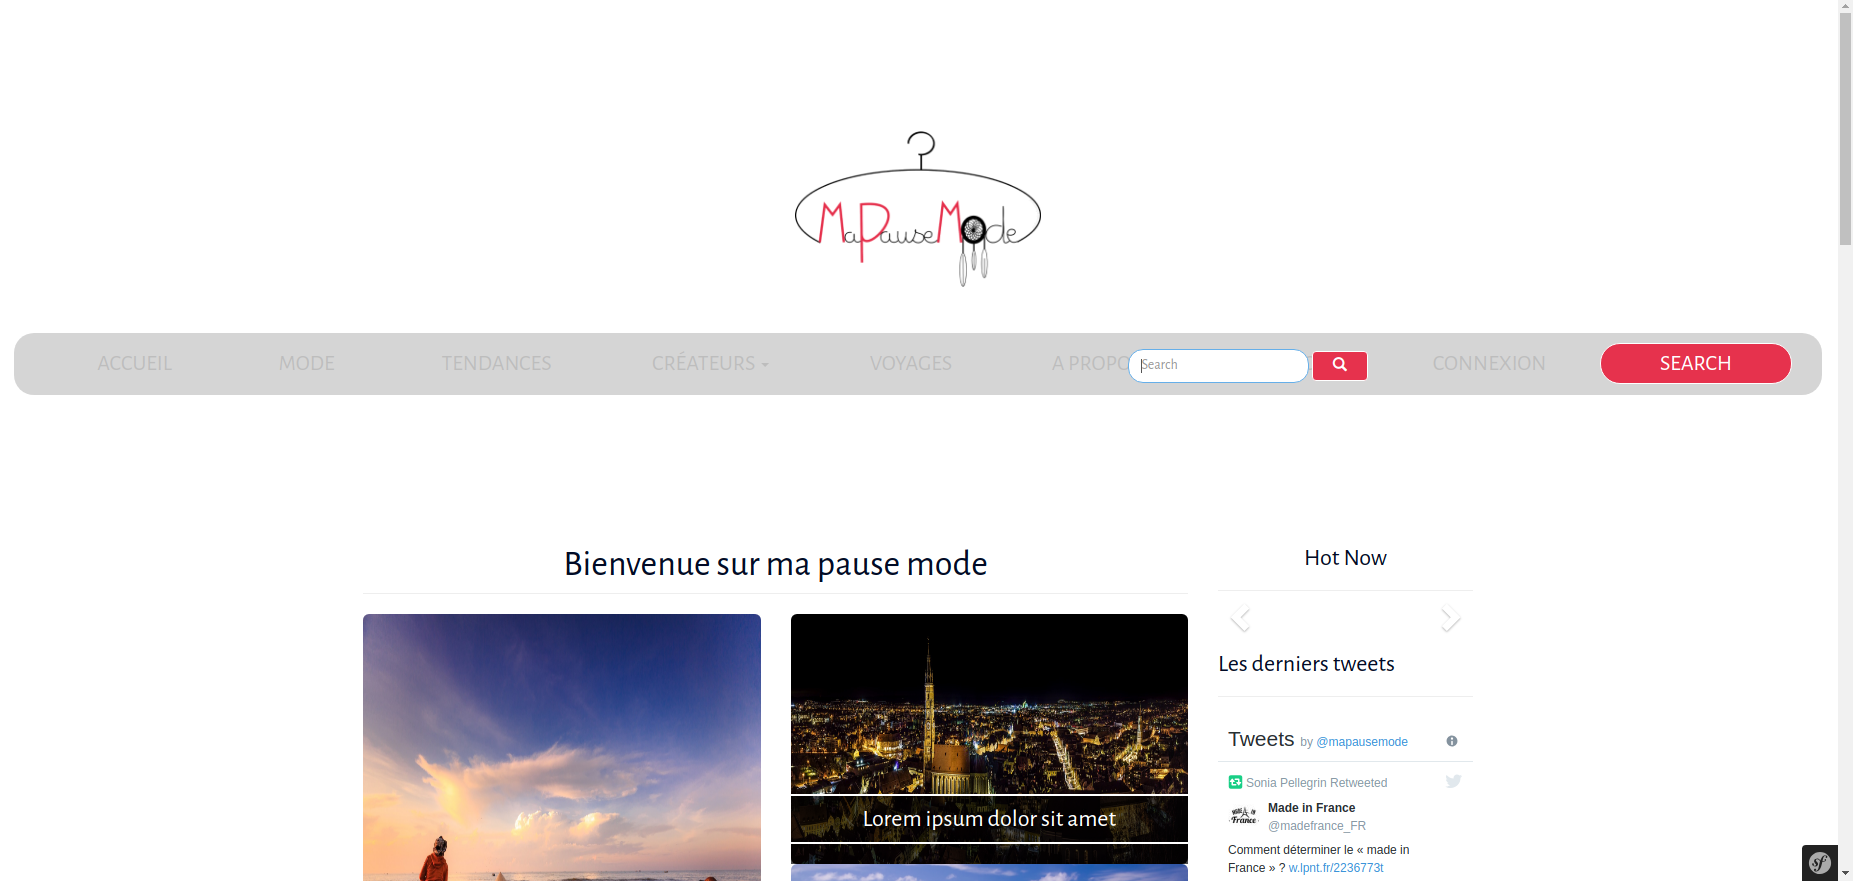 MaPauseMode
ACCUEIL MODE TENDANCES CRÉATEURS VOYAGES A PROPO Search CONNEXION SEARCH
Bienvenue sur ma pause mode
Hot Now
Les derniers tweets
Tweets by @mapausemode
Sonia Pellegrin Retweeted
Made in France
@madefrance_FR
Comment déterminer le « made in
France » ? w.lpnt.fr/2236773t
Lorem ipsum dolor sit amet
sf